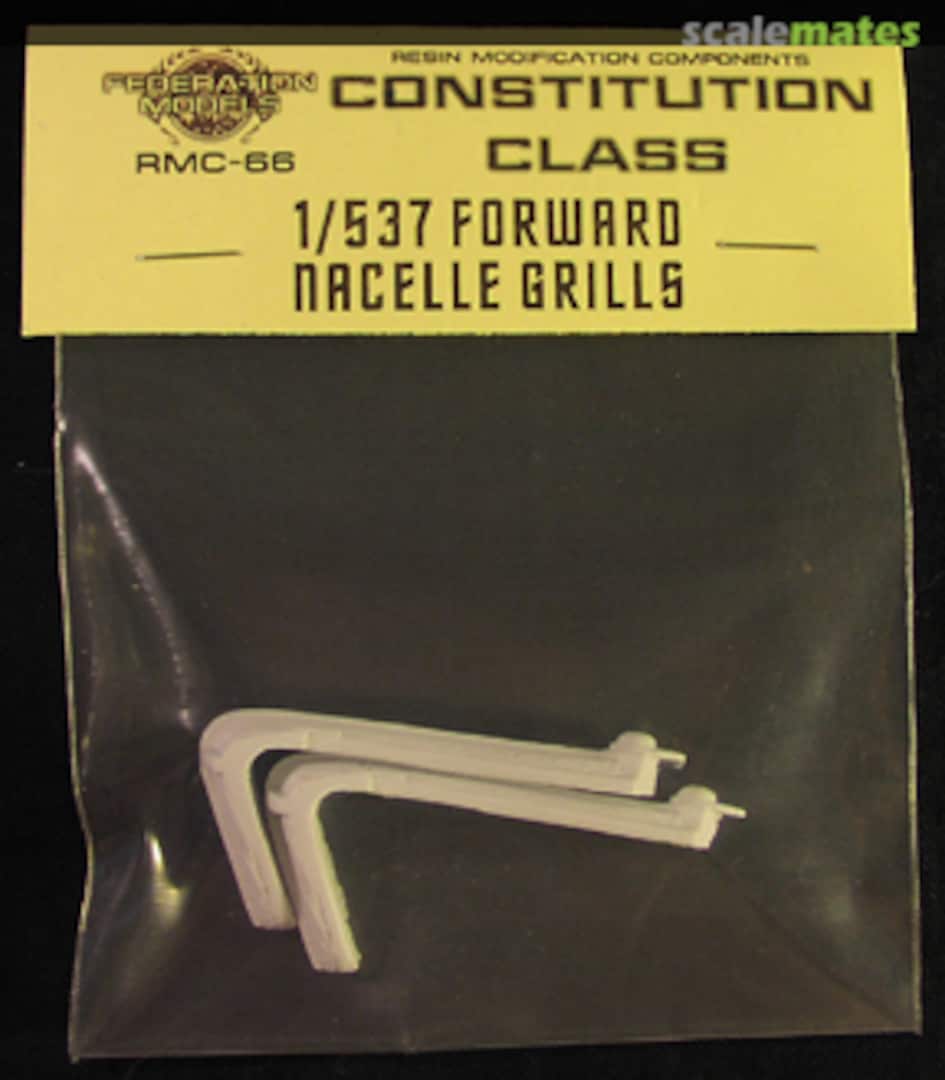 scalemates
RESIN MODIFICATION COMPONENTS
FEDERATION
MODELS
RMC-66
CONSTITUTION
CLASS
1/537 FORWARD
NACELLE GRILLS